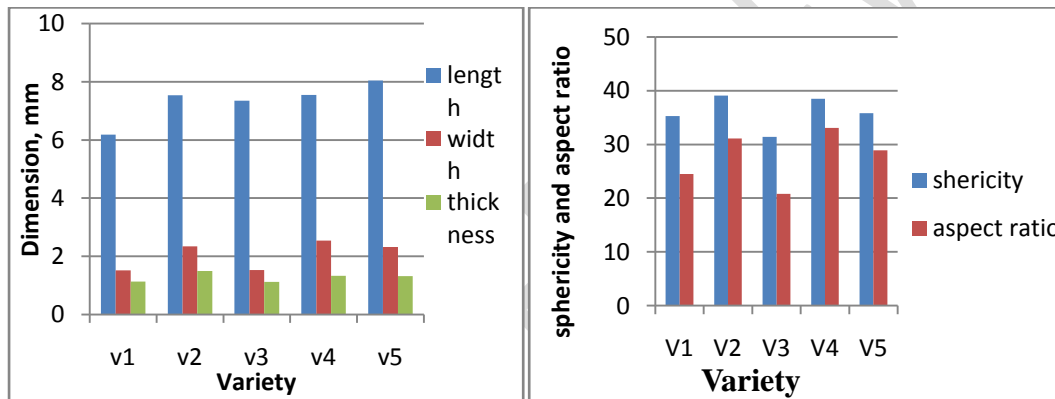 10
8
6
4
2
0
Dimension, mm
v1 v2 v3 v4 v5
Variety
lengt
h
widt
h
thick
ness
50
40
30
20
10
0
sphericity and aspect ratio
V1 V2 V3 V4 V5
Variety
shericity
aspect ratio